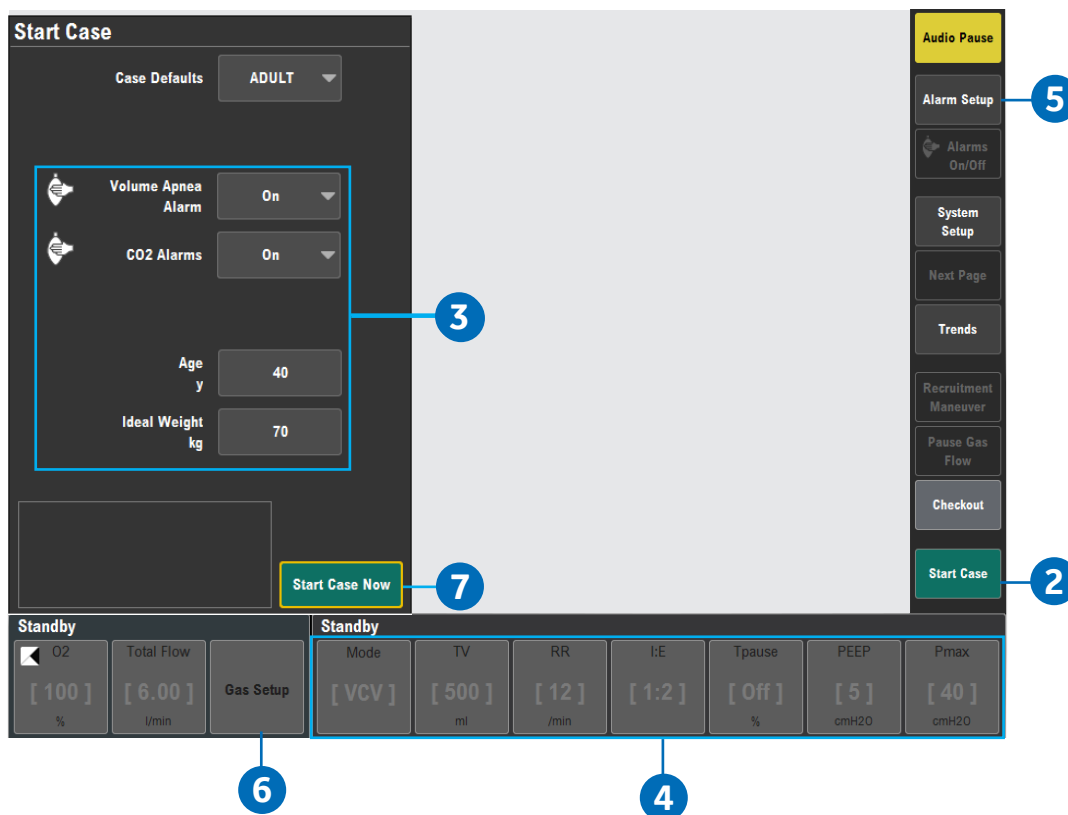 Start Case
Case Defaults
ADULT
Volume Apnea
Alarm
On
CO2 Alarms
On
3
Age
y
40
Ideal Weight
kg
70
Start Case Now
7
Audio Pause
Alarm Setup
5
Alarms
On/Off
System
Setup
Next Page
Trends
Recruitment
Maneuver
Pause Gas
Flow
Checkout
Start Case
2
Standby
O2
[ 100 ]
%
Total Flow
[ 6.00 ]
l/min
Gas Setup
6
Standby
Mode
[ VCV ]
TV
[ 500 ]
ml
RR
[ 12 ]
/min
I:E
[ 1:2 ]
Tpause
[ Off ]
%
PEEP
[ 5 ]
cmH2O
Pmax
[ 40 ]
cmH2O
4